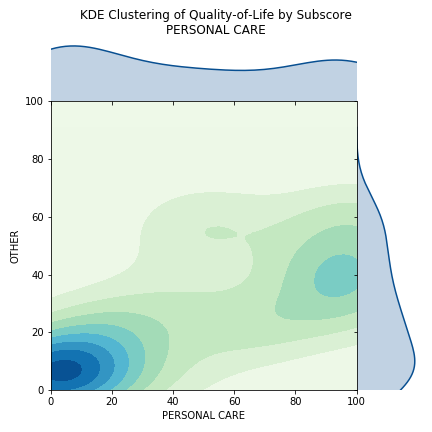 KDE Clustering of Quality-of-Life by Subscore
PERSONAL CARE
100
80
60
40
20
0
OTHER
0 20 40 60 80 100
PERSONAL CARE